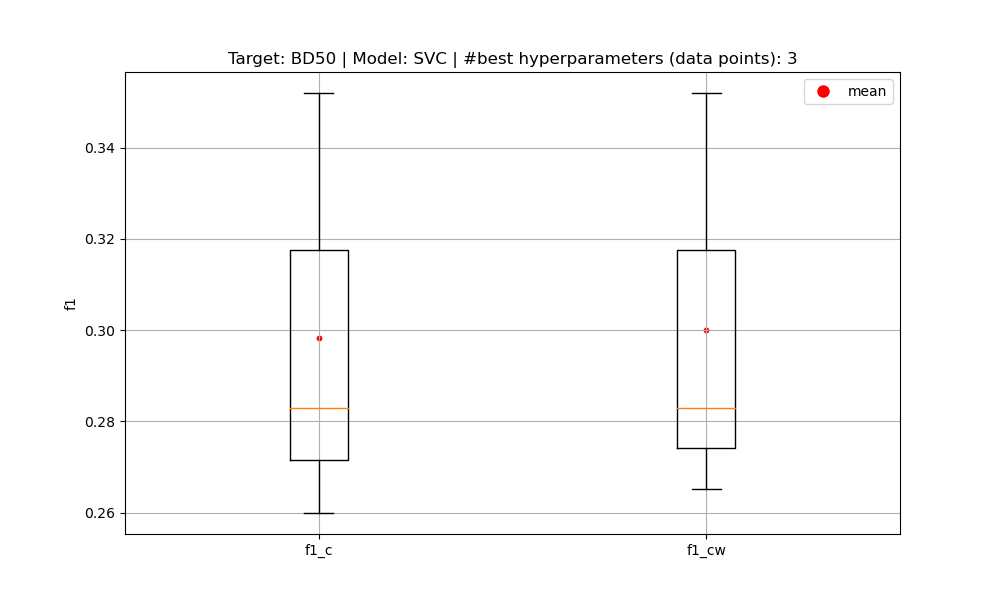 Target: BD50 | Model: SVC | #best hyperparameters (data points): 3
mean
0.34
0.32
0.30
0.28
0.26
f1
f1_c
f1_cw